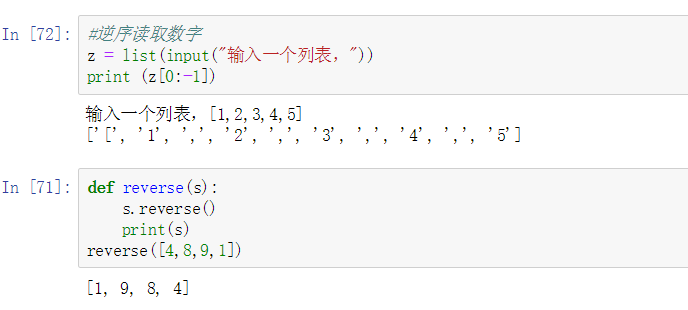 In [72]: #逆序读取数字
z = list(input("输入一个列表，"))
print (z[0:-1])
输入一个列表，[1,2,3,4,5]
['[', '1', ',', '2', ',', '3', ',', '4', ',', '5']
In [71]: def reverse(s):
    s.reverse()
    print(s)
reverse([4,8,9,1])
[1, 9, 8, 4]